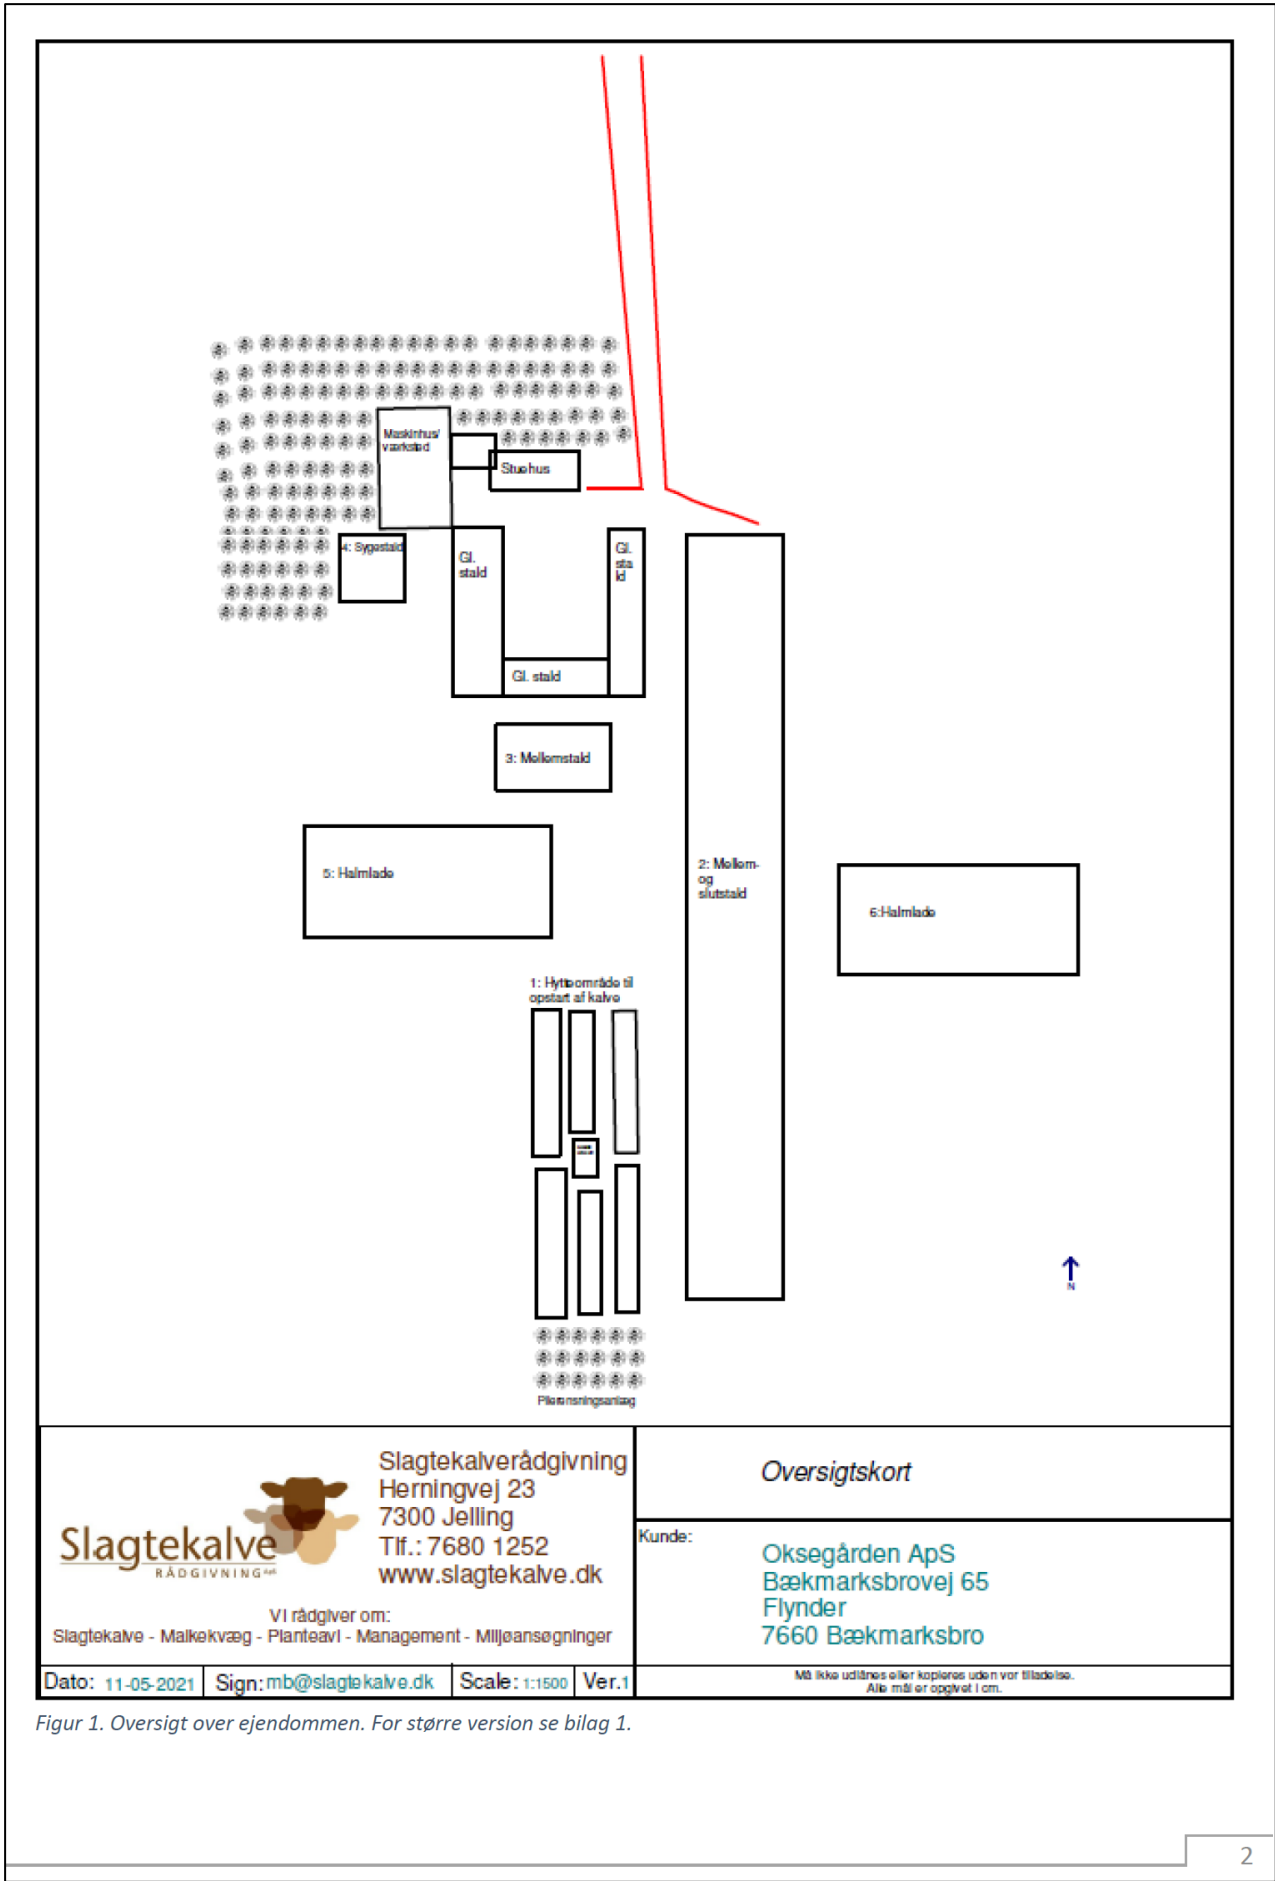 Maskinhus/
værksted
Stuehus
4: Sygestald
Gl.
stald
Gl.
sta
ld
Gl. stald
3: Mellemstald
5: Halmlade
2: Mellem-
og
slutstald
6:Halmlade
1: Hytteområde til
opstart af kalve
N
Pilerensningsanlæg
Slagtekalve
RÅDGIVNING ApS
Slagtekalverådgivning
Herningvej 23
7300 Jelling
Tlf.: 7680 1252
www.slagtekalve.dk
Vi rådgiver om:
Slagtekalve - Malkekvæg - Planteavl - Management - Miljøansøgninger
Dato: 11-05-2021 Sign: mb@slagtekalve.dk Scale: 1:1500 Ver.1
Oversigtskort
Kunde:
Oksegården ApS
Bækmarksbrovej 65
Flynder
7660 Bækmarksbro
Må ikke udlånes eller kopieres uden vor tilladelse.
Alle mål er opgivet i cm.
Figur 1. Oversigt over ejendommen. For større version se bilag 1.
2